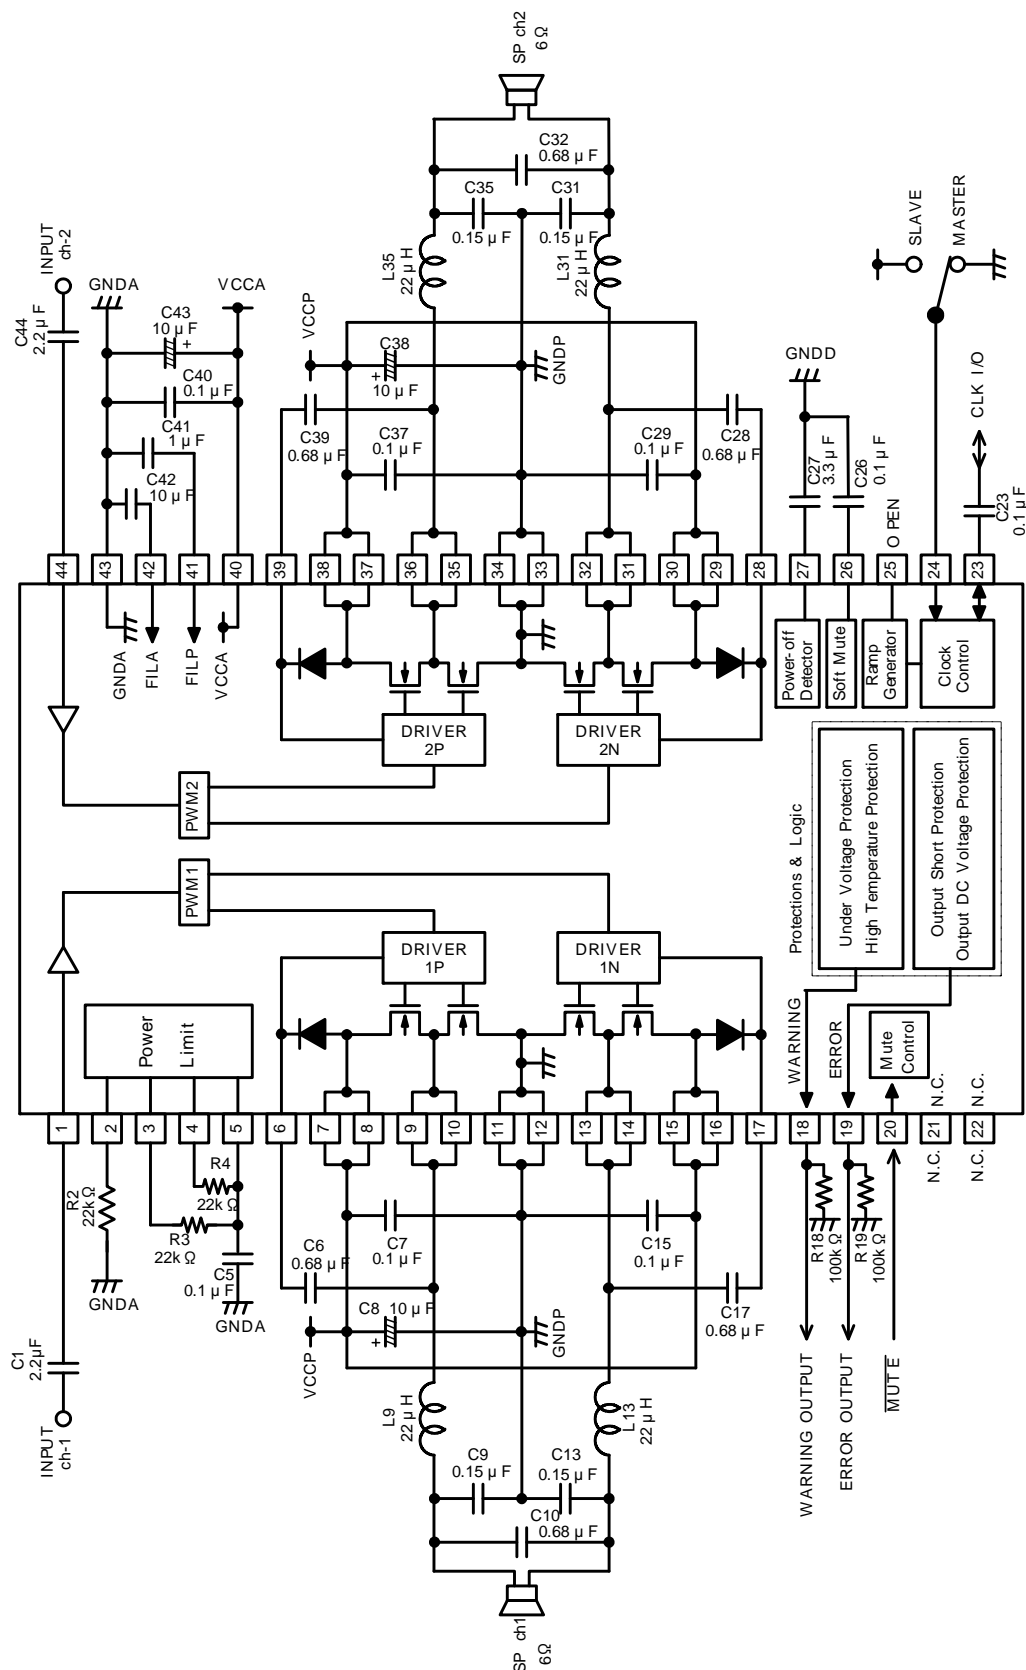 SP ch2
6 Ω
C32
0.68 µ F
C35
0.15 µ F
C31
0.15 µ F
L35
22 µ H
L31
22 µ H
INPUT
ch-2
C44
2.2 µ F
GNDA
VCCA
C43
10 µ F
+
C40
0.1 µ F
C41
1 µ F
C42
10 µ F
VCCP
C38
+
10 µ F
GNDP
C39
0.68 µ F
C37
0.1 µ F
C29
0.1 µ F
C28
0.68 µ F
SLAVE
MASTER
GNDD
C27
3.3 µ F
C26
0.1 µ F
OPEN
CLK I/O
C23
0.1 µ F
44
43
42
41
40
39
38
37
36
35
34
33
32
31
30
29
28
27
26
25
24
23
GNDA
FILA
FILP
VCCA
Power-off
Detector
Soft Mute
Ramp
Generator
Clock
Control
DRIVER
2P
DRIVER
2N
PWM2
PWM1
DRIVER
1P
DRIVER
1N
Protections & Logic
Under Voltage Protection
High Temperature Protection
Output Short Protection
Output DC Voltage Protection
Power
Limit
WARNING
ERROR
Mute
Control
N.C.
N.C.
1
2
3
4
5
6
7
8
9
10
11
12
13
14
15
16
17
18
19
20
21
22
N.C.
N.C.
R2
22k Ω
R4
22k Ω
R3
22k Ω
C5
0.1 µ F
GNDA
GNDA
C1
2.2µF
INPUT
ch-1
C6
0.68 µ F
C7
0.1 µ F
C15
0.1 µ F
C17
0.68 µ F
VCCP
C8
10 µ F
+
GNDP
R18
100k Ω
R19
100k Ω
WARNING OUTPUT
ERROR OUTPUT
MUTE
L9
22 µ H
L13
22 µ H
C9
0.15 µ F
C13
0.15 µ F
C10
0.68 µ F
SP ch1
6Ω